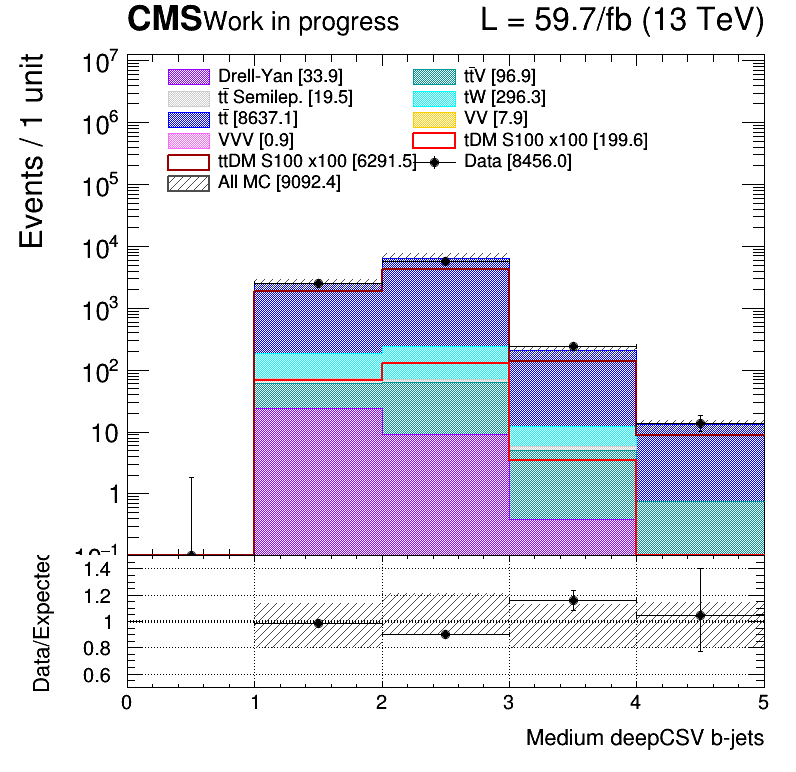 CMS Work in progress L = 59.7/fb (13 TeV)
Events / 1 unit
10⁷
10⁶
10⁵
10⁴
10³
10²
10
1
10⁻¹
Drell-Yan [33.9] tt̄V [96.9]
tt̄ Semilep. [19.5] tW [296.3]
tt̄ [8637.1] VV [7.9]
VVV [0.9] tDM S100 x100 [199.6]
ttDM S100 x100 [6291.5] Data [8456.0]
All MC [9092.4]
Data/Expected
1.4
1.2
1
0.8
0.6
0 1 2 3 4 5
Medium deepCSV b-jets